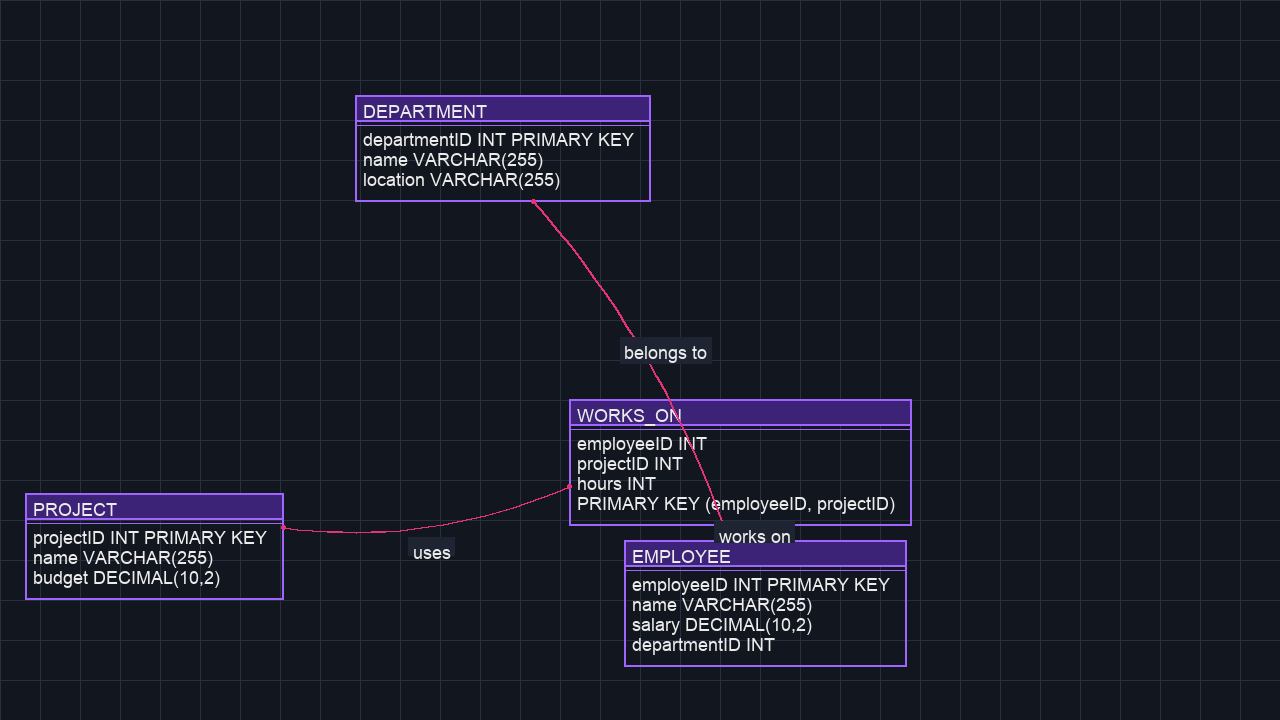 DEPARTMENT
departmentID INT PRIMARY KEY
name VARCHAR(255)
location VARCHAR(255)
belongs to
WORKS_ON
employeeID INT
projectID INT
hours INT
PRIMARY KEY (employeeID, projectID)
PROJECT
projectID INT PRIMARY KEY
name VARCHAR(255)
budget DECIMAL(10,2)
uses
works on
EMPLOYEE
employeeID INT PRIMARY KEY
name VARCHAR(255)
salary DECIMAL(10,2)
departmentID INT